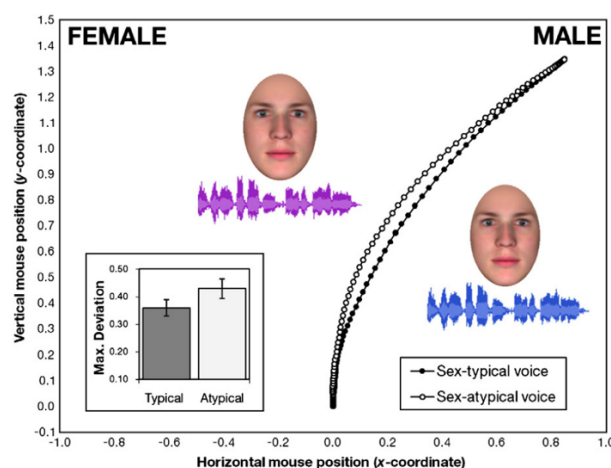 FEMALE
MALE
1.5
1.4
1.3
1.2
1.1
1.0
0.9
0.8
0.7
0.6
0.5
0.4
0.3
0.2
0.1
0.0
-0.1
Vertical mouse position (y-coordinate)
0.50
0.40
0.30
0.20
0.10
Max. Deviation
Typical Atypical
Sex-typical voice
Sex-atypical voice
-1.0 -0.8 -0.6 -0.4 -0.2 0.0 0.2 0.4 0.6 0.8 1.0
Horizontal mouse position (x-coordinate)